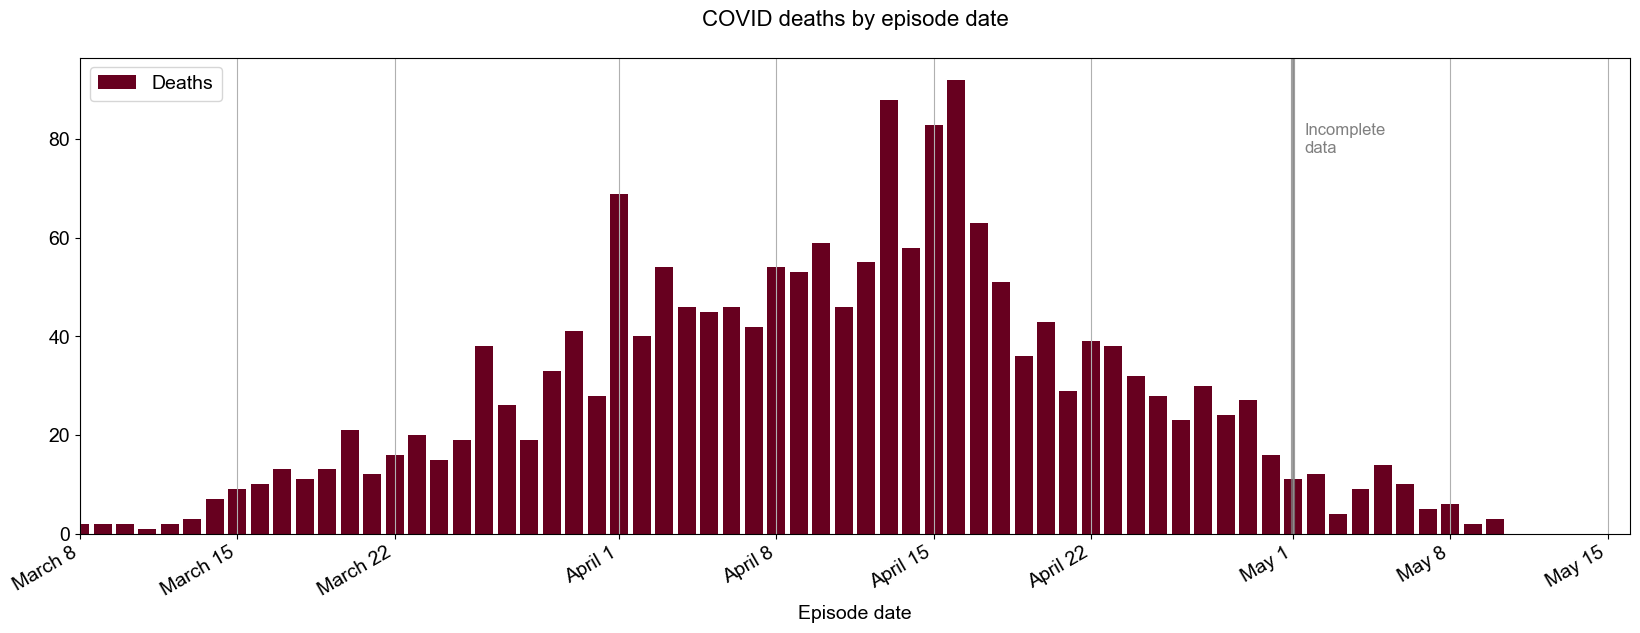 COVID deaths by episode date
Deaths
80
60
40
20
0
Incomplete
data
March 8
March 15
March 22
April 1
April 8
April 15
April 22
May 1
May 8
May 15
Episode date